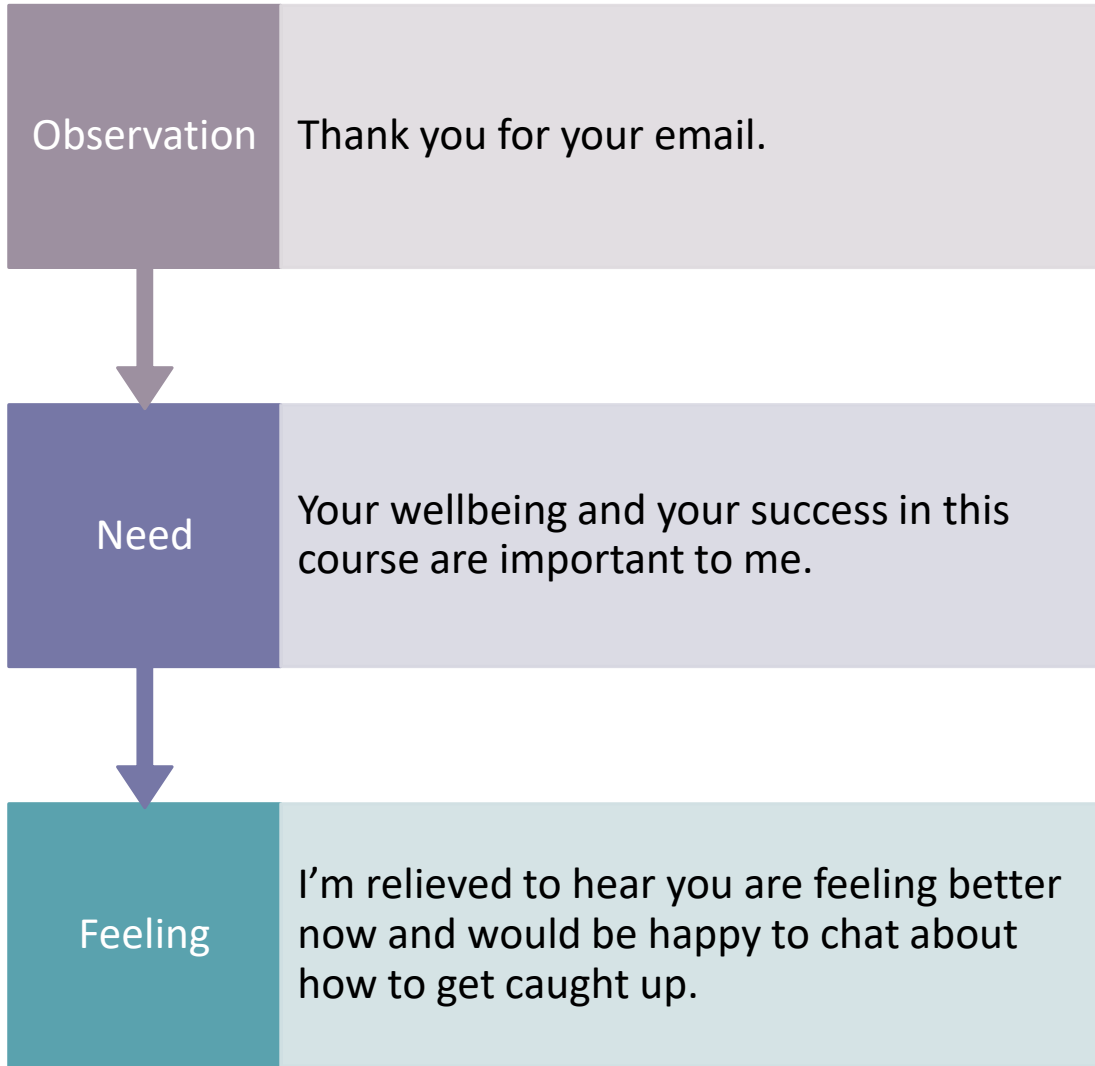 Observation
Thank you for your email.
Need
Your wellbeing and your success in this
course are important to me.
Feeling
I’m relieved to hear you are feeling better
now and would be happy to chat about
how to get caught up.